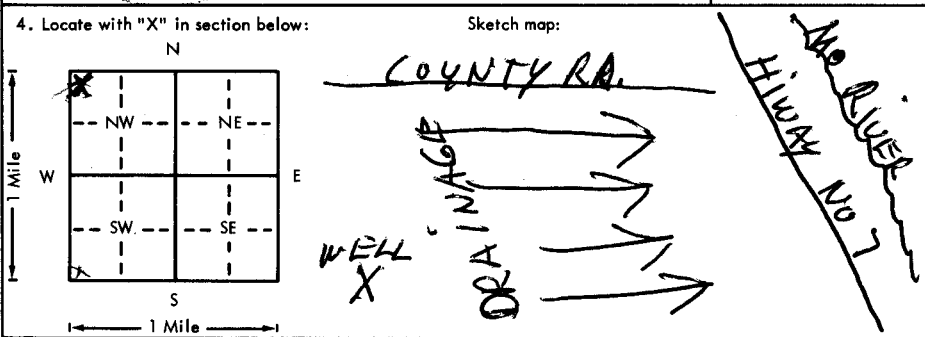 4. Locate with "X" in section below:
Sketch map:
N
X
NW
NE
W
E
1 Mile
SW
SE
X
S
1 Mile
COUNTY RD.
DRAINAGE
WELL
X
HIWAY NO 7
MO RIVER